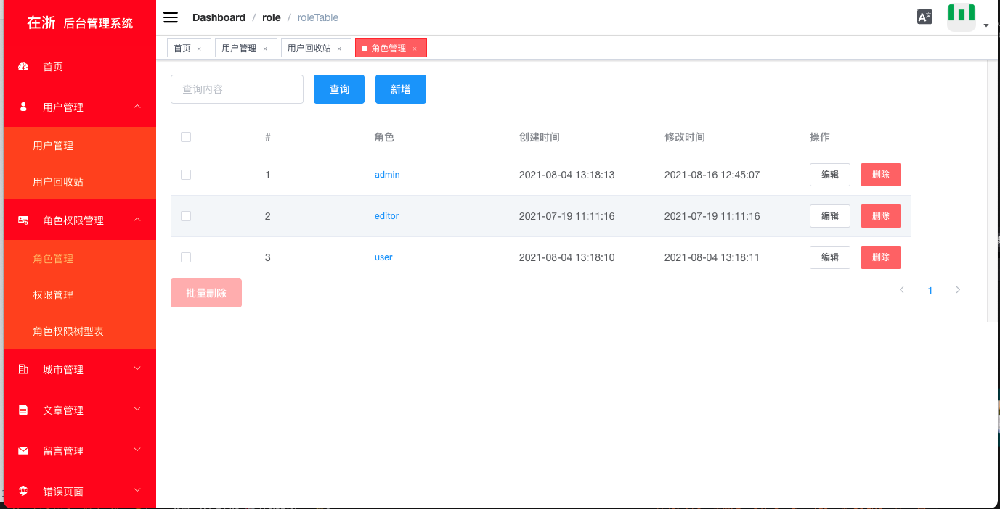 在浙 后台管理系统
首页
用户管理
用户管理
用户回收站
角色权限管理
角色管理
权限管理
角色权限树型表
城市管理
文章管理
留言管理
错误页面
Dashboard / role / roleTable
首页 × 用户管理 × 用户回收站 × 角色管理 ×
查询内容 查询 新增
# 角色 创建时间 修改时间 操作
1 admin 2021-08-04 13:18:13 2021-08-16 12:45:07 编辑 删除
2 editor 2021-07-19 11:11:16 2021-07-19 11:11:16 编辑 删除
3 user 2021-08-04 13:18:10 2021-08-04 13:18:11 编辑 删除
批量删除 1